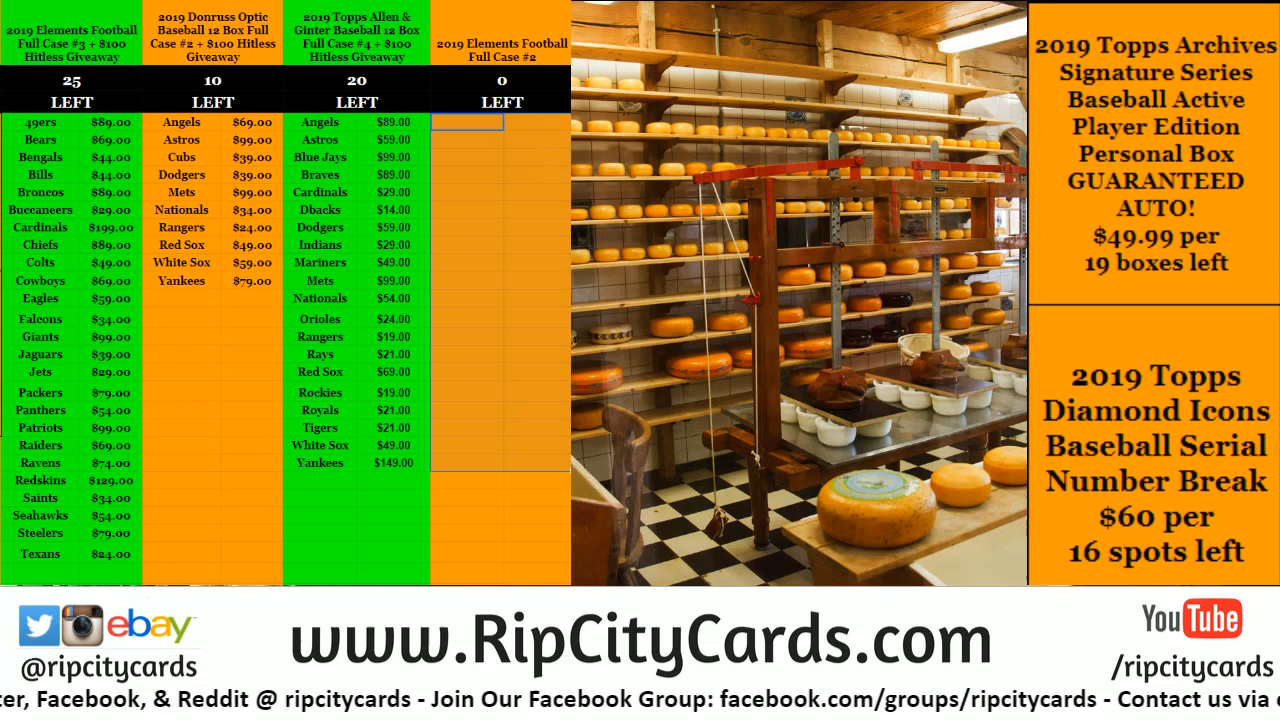 2019 Elements Football
Full Case #3 + $100
Hitless Giveaway
25
LEFT
49ers $89.00
Bears $69.00
Bengals $44.00
Bills $44.00
Broncos $89.00
Buccaneers $29.00
Cardinals $199.00
Chiefs $89.00
Colts $49.00
Cowboys $69.00
Eagles $59.00
Falcons $34.00
Giants $99.00
Jaguars $39.00
Jets $29.00
Packers $79.00
Panthers $54.00
Patriots $99.00
Raiders $69.00
Ravens $74.00
Redskins $129.00
Saints $34.00
Seahawks $54.00
Steelers $79.00
Texans $24.00
2019 Donruss Optic
Baseball 12 Box Full
Case #2 + $100 Hitless
Giveaway
10
LEFT
Angels $69.00
Astros $99.00
Cubs $39.00
Dodgers $39.00
Mets $99.00
Nationals $34.00
Rangers $24.00
Red Sox $49.00
White Sox $59.00
Yankees $79.00
2019 Topps Allen &
Ginter Baseball 12 Box
Full Case #4 + $100
Hitless Giveaway
20
LEFT
Angels $89.00
Astros $59.00
Blue Jays $99.00
Braves $89.00
Cardinals $29.00
Dbacks $14.00
Dodgers $59.00
Indians $29.00
Mariners $49.00
Mets $99.00
Nationals $54.00
Orioles $24.00
Rangers $19.00
Rays $21.00
Red Sox $69.00
Rockies $19.00
Royals $21.00
Tigers $21.00
White Sox $49.00
Yankees $149.00
2019 Elements Football
Full Case #2
0
LEFT
2019 Topps Archives
Signature Series
Baseball Active
Player Edition
Personal Box
GUARANTEED
AUTO!
$49.99 per
19 boxes left
2019 Topps
Diamond Icons
Baseball Serial
Number Break
$60 per
16 spots left
ebay
@ripcitycards
www.RipCityCards.com
YouTube
/ripcitycards
ter, Facebook, & Reddit @ ripcitycards - Join Our Facebook Group: facebook.com/groups/ripcitycards - Contact us via